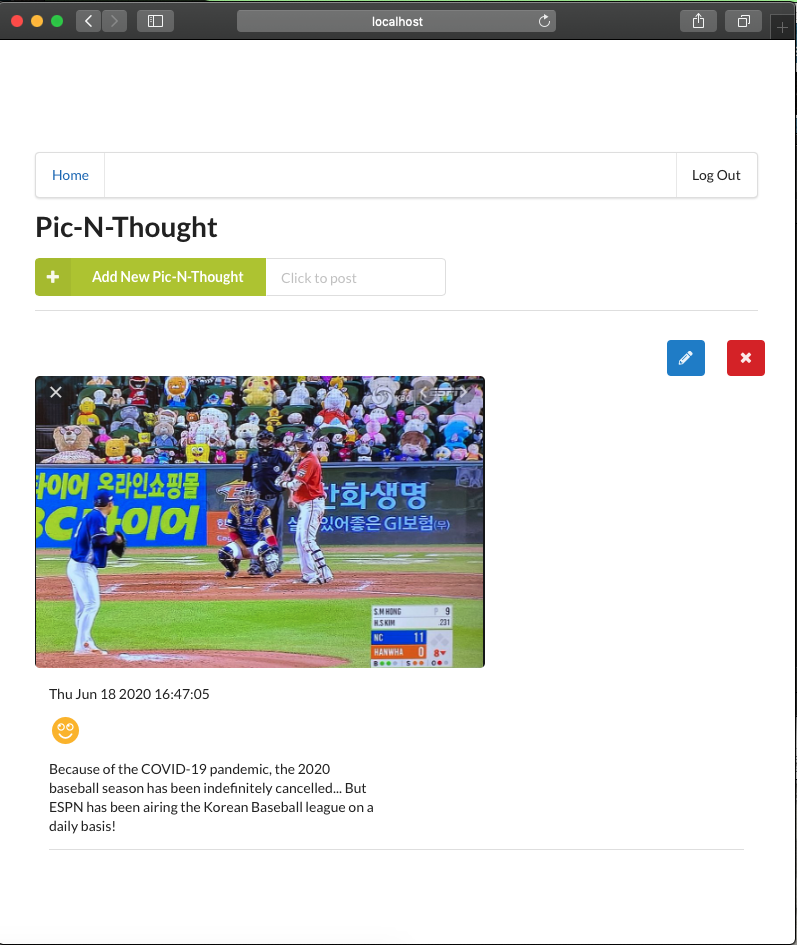 localhost
Home
Log Out
Pic-N-Thought
Add New Pic-N-Thought
Click to post
ESPN
타이어 온라인쇼핑몰
타이어
한화생명
있어좋은 GI보험(무)
S.M HONG P 9
H.S KIM .231
NC 11
HANWHA 0 8▼
B S O
Thu Jun 18 2020 16:47:05
Because of the COVID-19 pandemic, the 2020
baseball season has been indefinitely cancelled... But
ESPN has been airing the Korean Baseball league on a
daily basis!